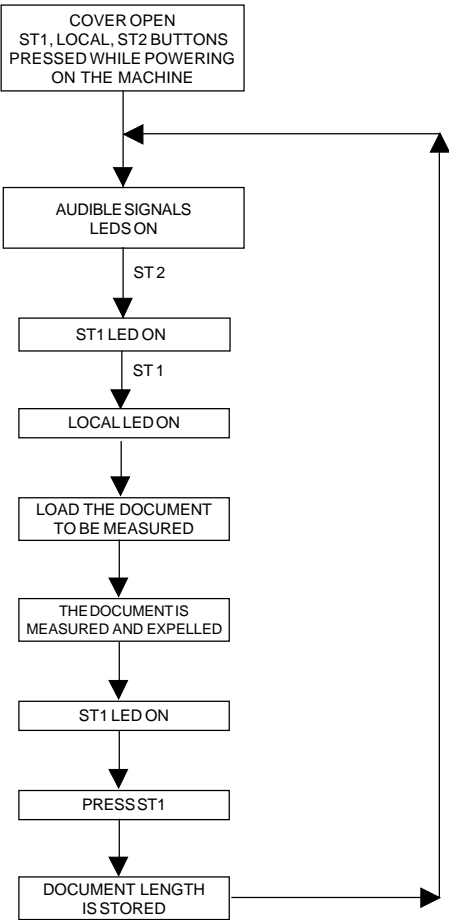 COVER OPEN
ST1, LOCAL, ST2 BUTTONS
PRESSED WHILE POWERING
ON THE MACHINE
AUDIBLE SIGNALS
LEDS ON
ST 2
ST1 LED ON
ST 1
LOCAL LED ON
LOAD THE DOCUMENT
TO BE MEASURED
THE DOCUMENT IS
MEASURED AND EXPELLED
ST1 LED ON
PRESS ST1
DOCUMENT LENGTH
IS STORED